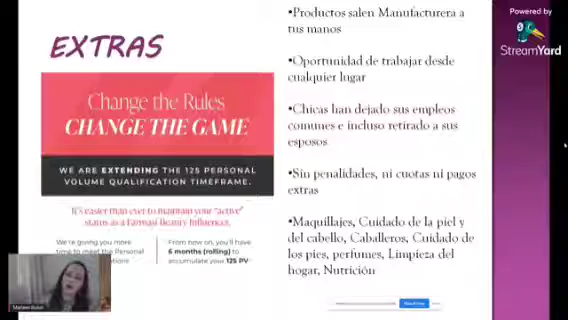 EXTRAS
Change the Rules
CHANGE THE GAME
WE ARE EXTENDING THE 125 PERSONAL
VOLUME QUALIFICATION TIMEFRAME.
It's easier than ever to maintain your "active"
status as a Farmasi Beauty Influencer.
We're giving you more
time to meet the Personal
From now on, you'll have
6 months (rolling) to
accumulate your 125 PV
•Productos salen Manufacturera a
tus manos
•Oportunidad de trabajar desde
cualquier lugar
•Chicas han dejado sus empleos
comunes e incluso retirado a sus
esposos
•Sin penalidades, ni cuotas ni pagos
extras
•Maquillajes, Cuidado de la piel y
del cabello, Caballeros, Cuidado de
los pies, perfumes, Limpieza del
hogar, Nutrición
Powered by
StreamYard